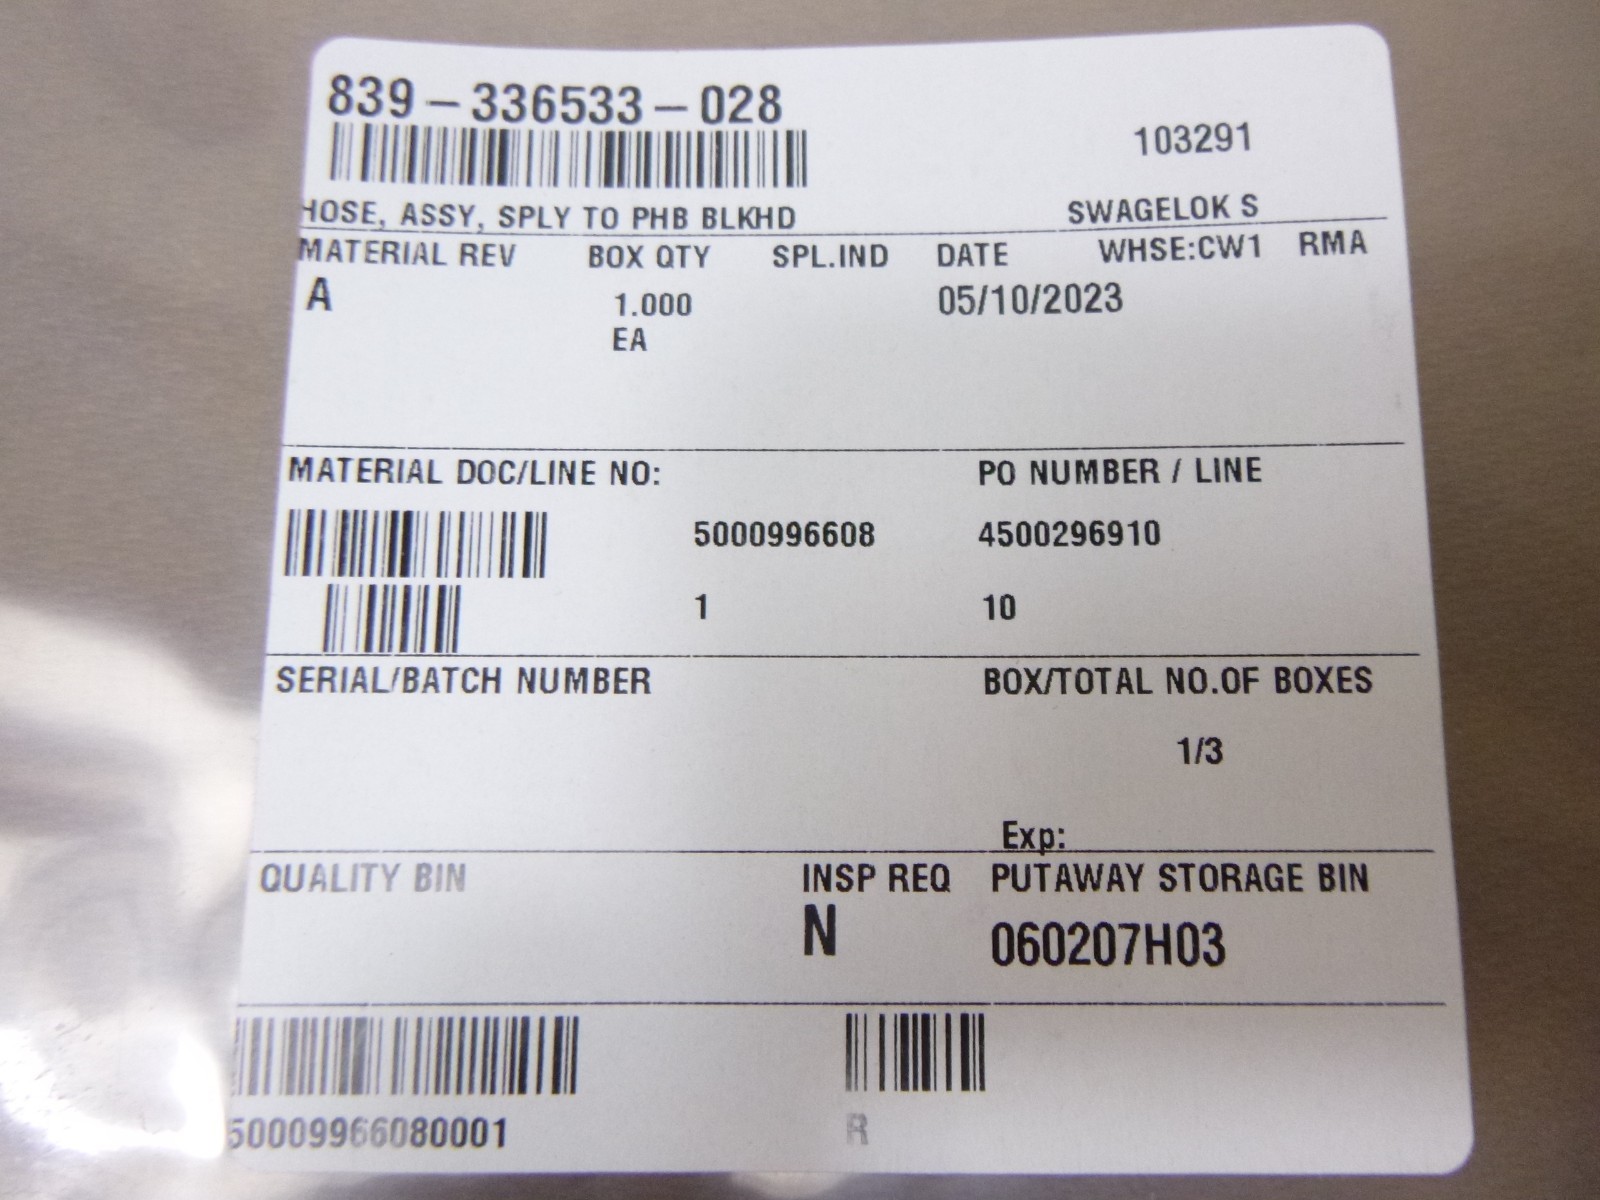 839-336533-028
103291
HOSE, ASSY, SPLY TO PHB BLKHD SWAGELOK S
MATERIAL REV BOX QTY SPL.IND DATE WHSE:CW1 RMA
A 1.000 05/10/2023
EA
MATERIAL DOC/LINE NO: PO NUMBER / LINE
5000996608 4500296910
1 10
SERIAL/BATCH NUMBER BOX/TOTAL NO.OF BOXES
1/3
Exp:
QUALITY BIN INSP REQ PUTAWAY STORAGE BIN
N 060207H03
50009966080001 R